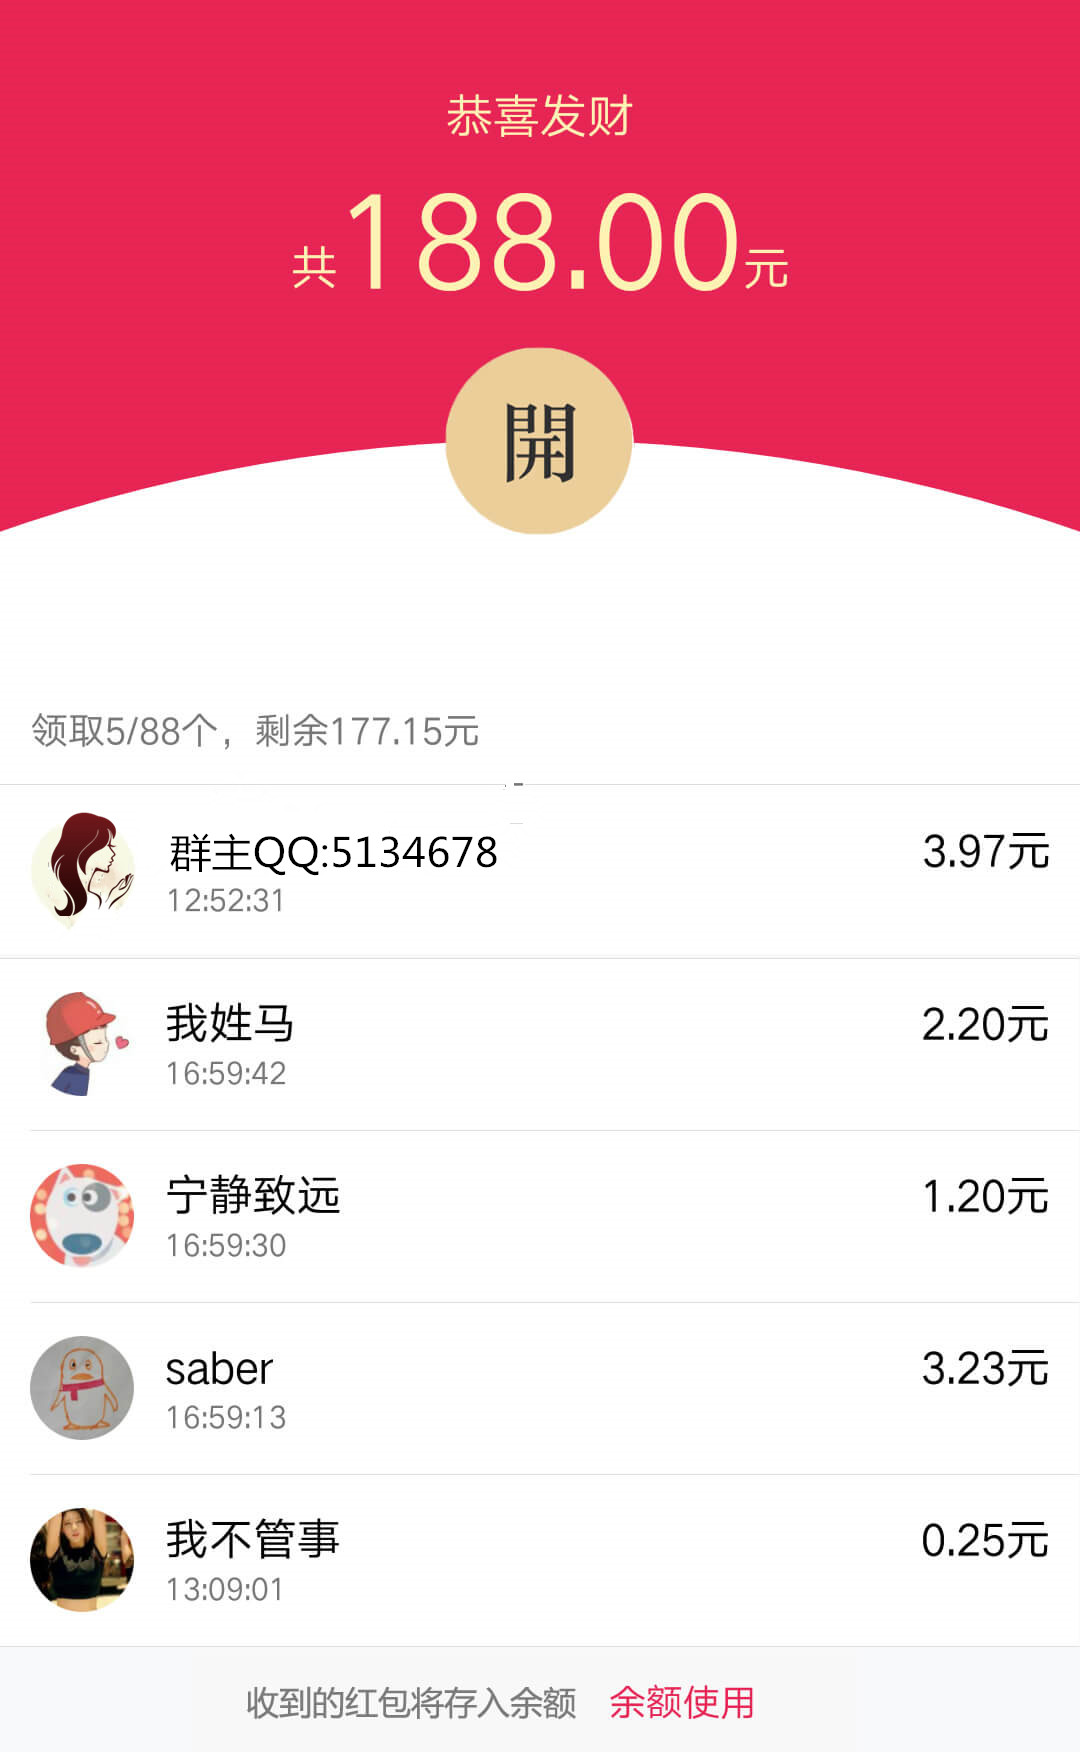 恭喜发财
共188.00元
開
领取5/88个，剩余177.15元
群主QQ:5134678
3.97元
12:52:31
我姓马
2.20元
16:59:42
宁静致远
1.20元
16:59:30
saber
3.23元
16:59:13
我不管事
0.25元
13:09:01
收到的红包将存入余额 余额使用